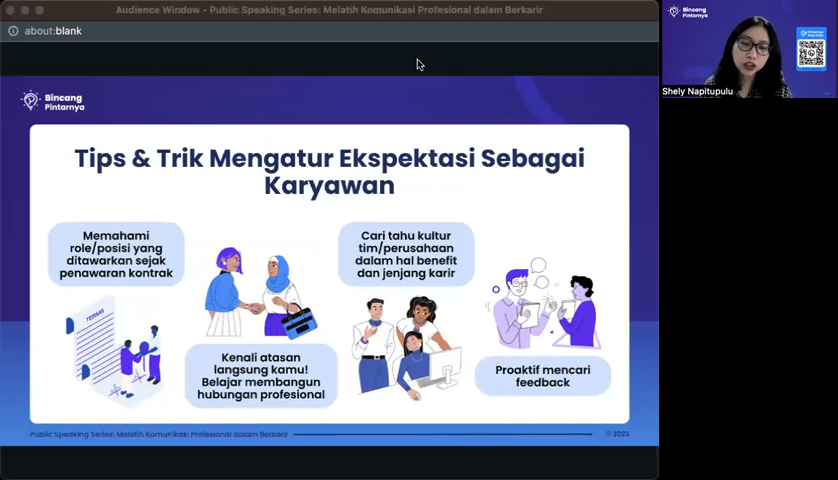 Audience Window - Public Speaking Series: Melatih Komunikasi Profesional dalam Berkarir
about:blank
Bincang
Pintarnya
Tips & Trik Mengatur Ekspektasi Sebagai
Karyawan
Memahami
role/posisi yang
ditawarkan sejak
penawaran kontrak
TERMS
Kenali atasan
langsung kamu!
Belajar membangun
hubungan profesional
Cari tahu kultur
tim/perusahaan
dalam hal benefit
dan jenjang karir
Proaktif mencari
feedback
Public Speaking Series: Melatih Komunikasi Profesional dalam Berkarir
© 2023
Bincang
Pintarnya
Shely Napitupulu